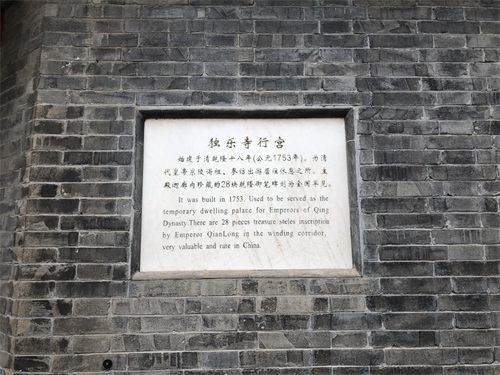 独乐寺行宫
始建于清乾隆十八年(公元1753年)。为清
代皇帝东陵谒祖、参访出游居住休息之所。主
殿迴廊内珍藏的28块乾隆御笔碑刻为全国罕见。
It was built in 1753. Used to be served as the
temporary dwelling palace for Emperors of Qing
Dynasty.There are 28 pieces treasure steles inscription
by Emperor QianLong in the winding corridor,
very valuable and rate in China.